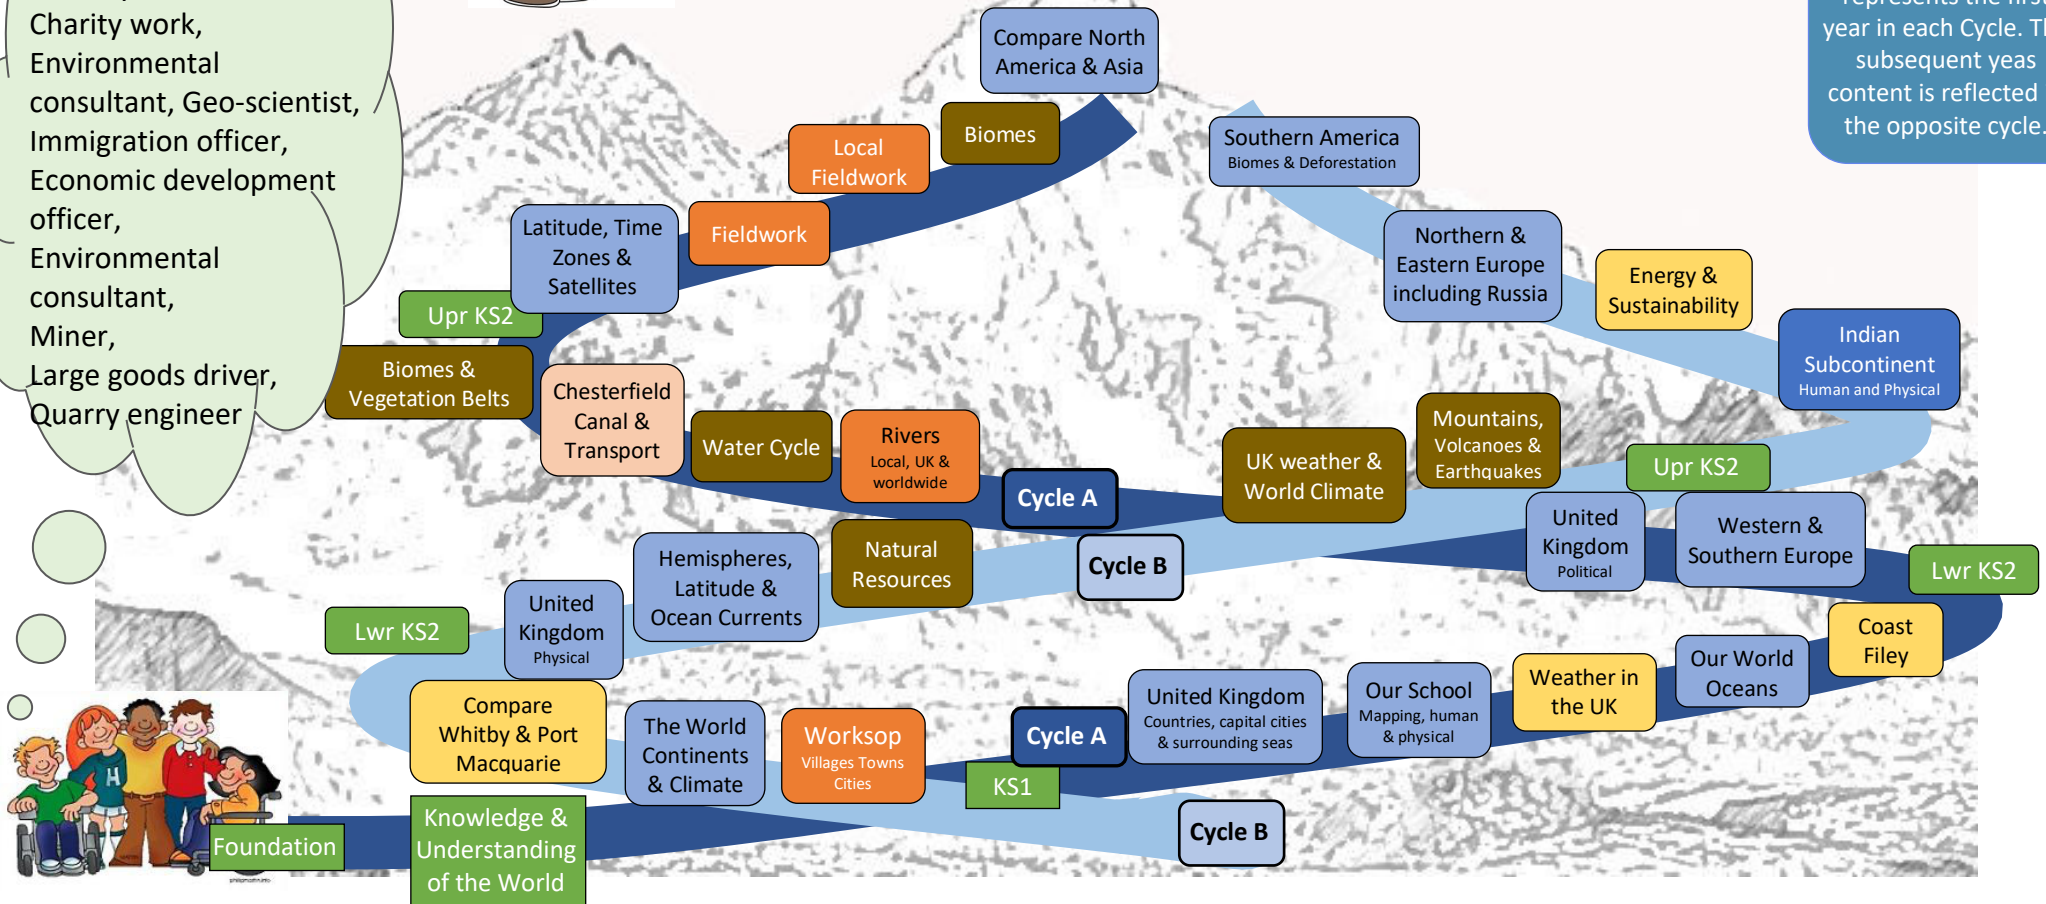 Charity work,
Environmental
consultant, Geo-scientist,
Immigration officer,
Economic development
officer,
Environmental
consultant,
Miner,
Large goods driver,
Quarry engineer
represents the first
year in each Cycle.
subsequent yeas
content is reflected
the opposite cycle.
Compare North
America & Asia
Biomes
Local
Fieldwork
Fieldwork
Latitude, Time
Zones &
Satellites
Upr KS2
Biomes &
Vegetation Belts
Chesterfield
Canal &
Transport
Water Cycle
Rivers
Local, UK &
worldwide
Cycle A
Southern America
Biomes & Deforestation
Northern &
Eastern Europe
including Russia
Energy &
Sustainability
Indian
Subcontinent
Human and Physical
Upr KS2
Mountains,
Volcanoes &
Earthquakes
UK weather &
World Climate
Cycle B
Natural
Resources
Hemispheres,
Latitude &
Ocean Currents
United
Kingdom
Physical
Lwr KS2
United
Kingdom
Political
Western &
Southern Europe
Lwr KS2
Coast
Filey
Our World
Oceans
Weather in
the UK
Our School
Mapping, human
& physical
United Kingdom
Countries, capital cities
& surrounding seas
Cycle A
KS1
Compare
Whitby & Port
Macquarie
The World
Continents
& Climate
Worksop
Villages Towns
Cities
Cycle B
H
Foundation
Knowledge &
Understanding
of the World